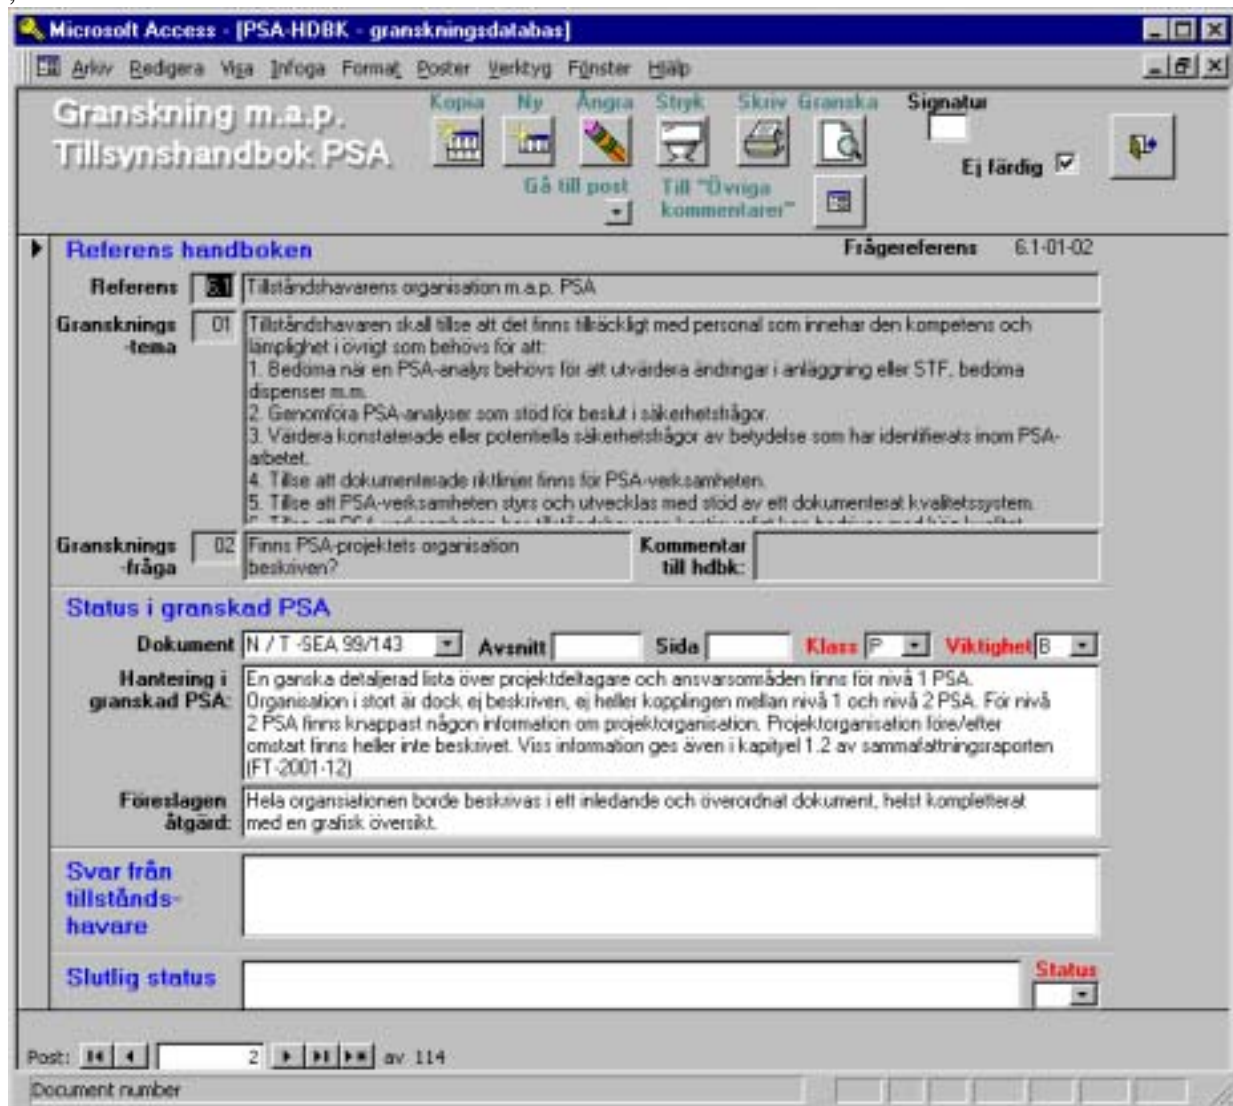 Microsoft Access - [PSA-HDBK - granskningsdatabas]
Arkiv Redigera Visa Infoga Format Poster Verktyg Fönster Hjälp
Granskning m.a.p.
Tillsynshandbok PSA
Kopia Ny Ångra Stryk Skriv Granska Signatur
Ej färdig
Gå till post
Till "Övriga
kommentarer"
Referens handboken Frågereferens 6.1-01-02
Referens 6.1 Tillståndshavarens organisation m.a.p. PSA
Gransknings
-tema
01
Tillståndshavaren skall tillse att det finns tillräckligt med personal som innehar den kompetens och
lämplighet i övrigt som behövs för att:
1. Bedöma när en PSA-analys behövs för att utvärdera ändringar i anläggning eller STF, bedöma
dispenser m.m.
2. Genomföra PSA-analyser som stöd för beslut i säkerhetsfrågor.
3. Värdera konstaterade eller potentiella säkerhetsfrågor av betydelse som har identifierats inom PSA-
arbetet.
4. Tillse att dokumenterade riktlinjer finns för PSA-verksamheten.
5. Tillse att PSA-verksamheten styrs och utvecklas med stöd av ett dokumenterat kvalitetssystem.
Gransknings
-fråga
02
Finns PSA-projektets organisation
beskriven?
Kommentar
till hdbk:
Status i granskad PSA
Dokument N / T -SEA 99/143 Avsnitt Sida Klass P Viktighet B
Hantering i
granskad PSA:
En ganska detaljerad lista över projektdeltagare och ansvarsområden finns för nivå 1 PSA.
Organisation i stort är dock ej beskriven, ej heller kopplingen mellan nivå 1 och nivå 2 PSA. För nivå
2 PSA finns knappast någon information om projektorganisation. Projektorganisation före/efter
omstart finns heller inte beskrivet. Viss information ges även i kapityel 1.2 av sammafattningsraporten
(FT-2001-12)
Föreslagen
åtgärd:
Hela organsiationen borde beskrivas i ett inledande och överordnat dokument, helst kompletterat
med en grafisk översikt.
Svar från
tillstånds-
havare
Slutlig status
Status
Post: 2 av 114
Document number